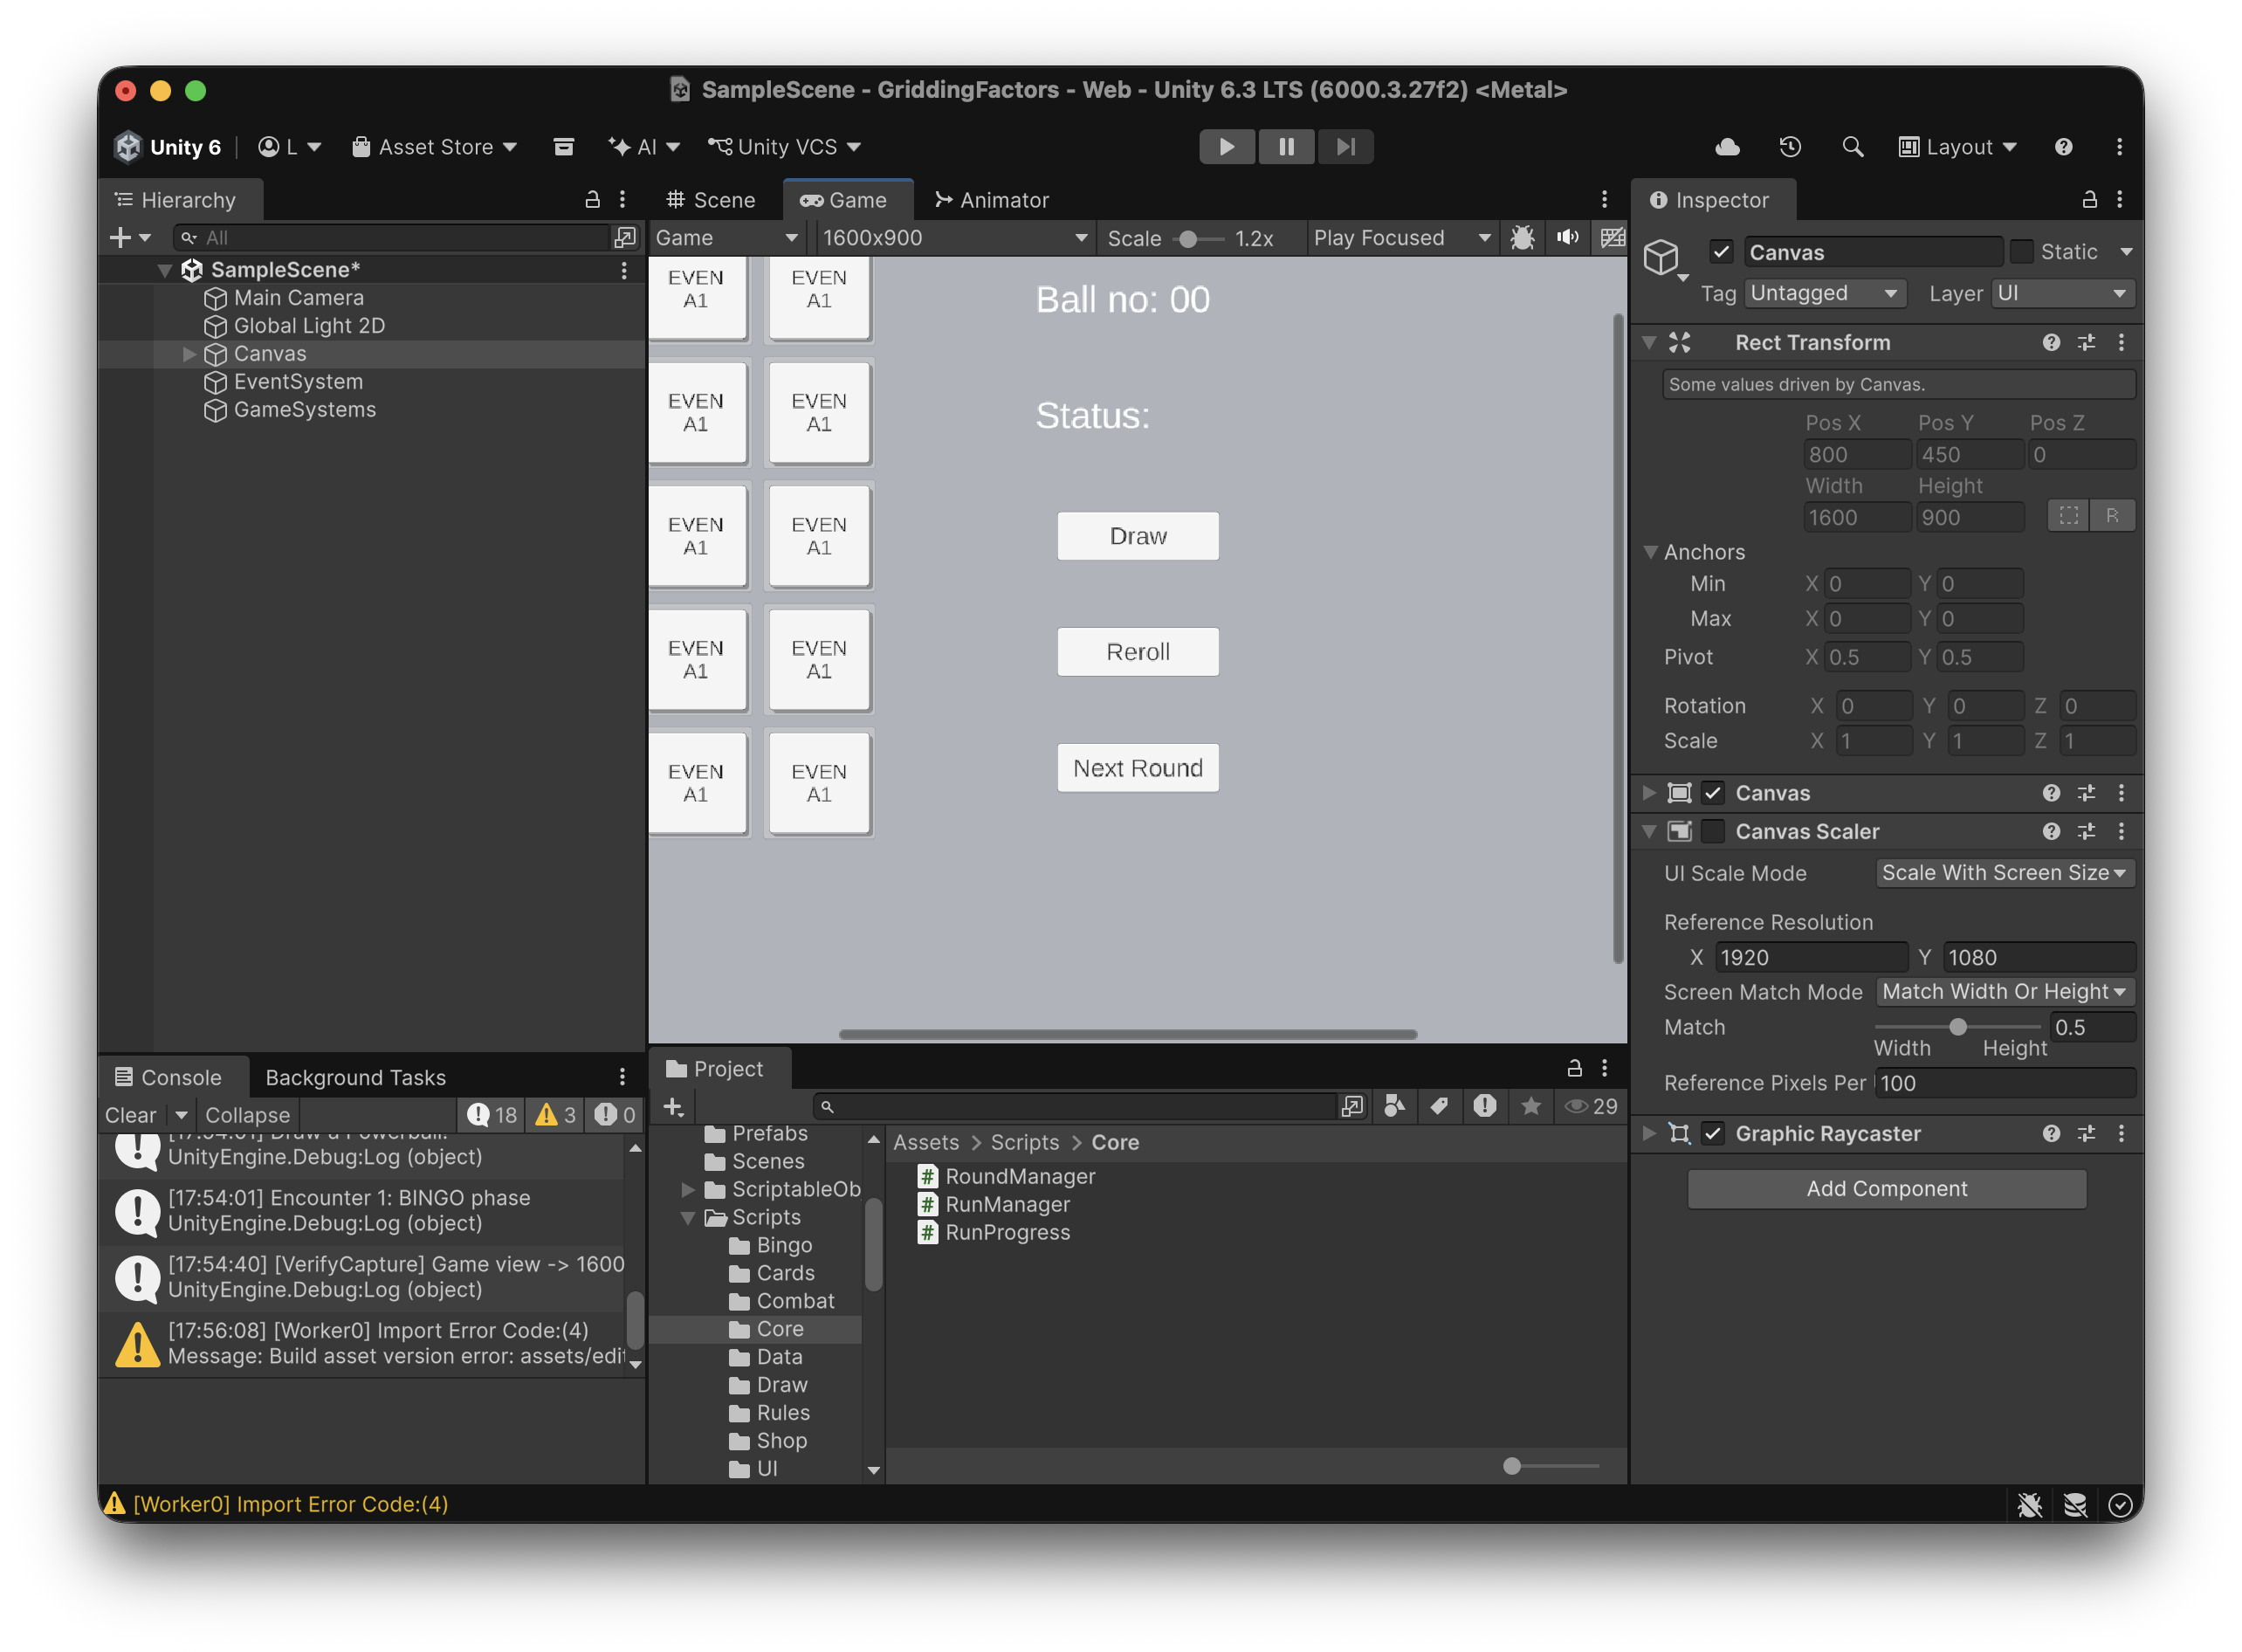 SampleScene - GriddingFactors - Web - Unity 6.3 LTS (6000.3.27f2) <Metal>
Unity 6
L
Asset Store
AI
Unity VCS
Layout
Hierarchy
All
SampleScene*
Main Camera
Global Light 2D
Canvas
EventSystem
GameSystems
Scene
Game
Animator
Game
1600x900
Scale
1.2x
Play Focused
EVEN
A1
EVEN
A1
Ball no: 00
EVEN
A1
EVEN
A1
Status:
EVEN
A1
EVEN
A1
Draw
EVEN
A1
EVEN
A1
Reroll
EVEN
A1
EVEN
A1
Next Round
Inspector
Canvas
Static
Tag
Untagged
Layer
UI
Rect Transform
Some values driven by Canvas.
Pos X Pos Y Pos Z
800 450 0
Width Height
1600 900
R
Anchors
Min X 0 Y 0
Max X 0 Y 0
Pivot X 0.5 Y 0.5
Rotation X 0 Y 0 Z 0
Scale X 1 Y 1 Z 1
Canvas
Canvas Scaler
UI Scale Mode Scale With Screen Size
Reference Resolution
X 1920 Y 1080
Screen Match Mode Match Width Or Height
Match 0.5
Width Height
Reference Pixels Per 100
Graphic Raycaster
Add Component
Console
Background Tasks
Clear
Collapse
18
3
0
[17:54:01] Draw a Powerball.
UnityEngine.Debug:Log (object)
[17:54:01] Encounter 1: BINGO phase
UnityEngine.Debug:Log (object)
[17:54:40] [VerifyCapture] Game view -> 1600
UnityEngine.Debug:Log (object)
[17:56:08] [Worker0] Import Error Code:(4)
Message: Build asset version error: assets/edit
Project
29
Prefabs
Scenes
ScriptableOb
Scripts
Bingo
Cards
Combat
Core
Data
Draw
Rules
Shop
UI
Assets > Scripts > Core
RoundManager
RunManager
RunProgress
[Worker0] Import Error Code:(4)